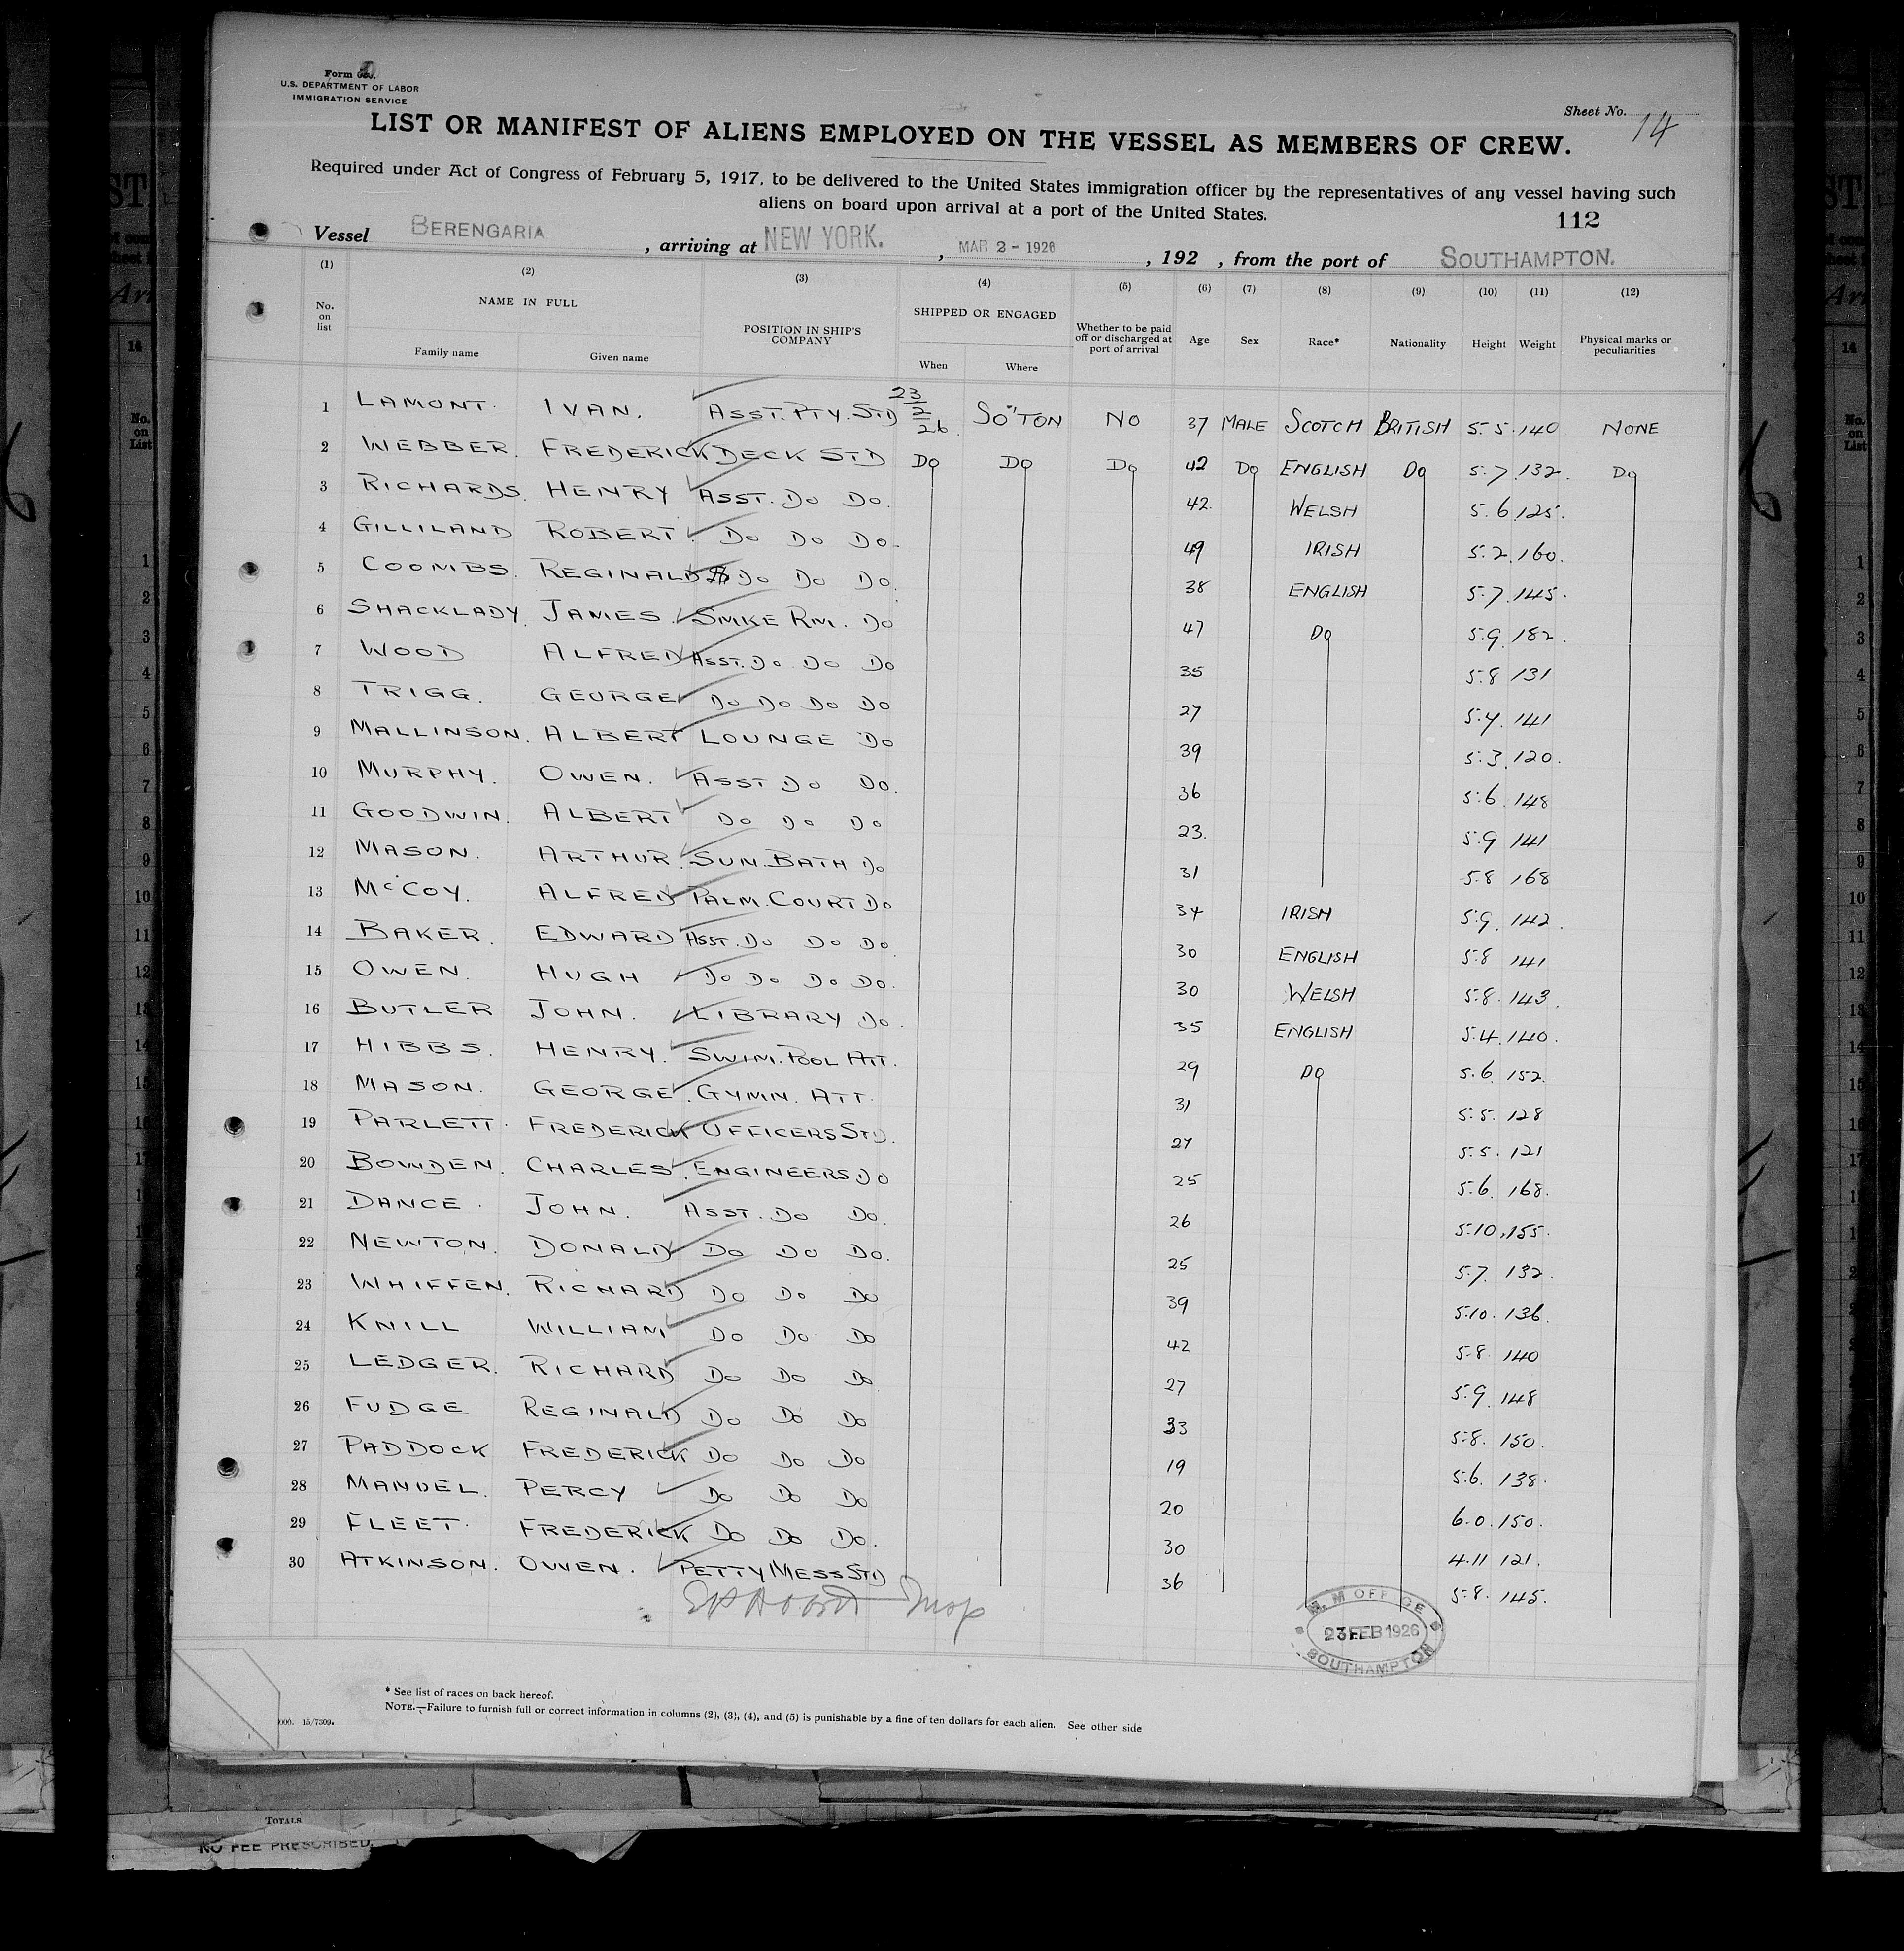 Form 689.
U.S. DEPARTMENT OF LABOR
IMMIGRATION SERVICE
Sheet No. 14
LIST OR MANIFEST OF ALIENS EMPLOYED ON THE VESSEL AS MEMBERS OF CREW.
Required under Act of Congress of February 5, 1917, to be delivered to the United States immigration officer by the representatives of any vessel having such
aliens on board upon arrival at a port of the United States.
112
Vessel BERENGARIA, arriving at NEW YORK., MAR 2 - 1926, 192 , from the port of SOUTHAMPTON.
(1) (2) (3) (4) (5) (6) (7) (8) (9) (10) (11) (12)
No. on list NAME IN FULL Family name Given name POSITION IN SHIP'S COMPANY SHIPPED OR ENGAGED When Where Whether to be paid off or discharged at port of arrival Age Sex Race* Nationality Height Weight Physical marks or peculiarities
1 LAMONT. IVAN. ASST. PTY. STD 23/2/26. SO'TON NO 37 MALE SCOTCH BRITISH 5.5. 140 NONE
2 WEBBER. FREDERICK DECK STD DO DO DO 42 DO ENGLISH DO 5.7. 132. DO
3 RICHARDS. HENRY ASST. DO DO. 42. WELSH 5.6. 125.
4 GILLILAND ROBERT. DO DO DO. 49 IRISH 5.2. 160.
5 COOMBS. REGINALD DO DO DO. 38 ENGLISH 5.7. 145.
6 SHACKLADY. JAMES. SMKE RM. DO 47 DO 5.9. 182.
7 WOOD ALFRED ASST. DO DO DO 35 5.8 131
8 TRIGG. GEORGE DO DO DO DO 27 5.4. 141
9 MALLINSON. ALBERT LOUNGE DO 39 5.3. 120.
10 MURPHY. OWEN. ASST DO DO. 36 5.6. 148
11 GOODWIN. ALBERT DO DO DO 23. 5.9 141
12 MASON. ARTHUR. SUN. BATH DO 31 5.8 168
13 McCOY. ALFRED PALM. COURT DO 34 IRISH 5.9. 142.
14 BAKER. EDWARD ASST. DO DO DO 30 ENGLISH 5.8 141
15 OWEN. HUGH DO DO DO DO. 30 WELSH 5.8. 143.
16 BUTLER JOHN. LIBRARY DO. 35 ENGLISH 5.4. 140.
17 HIBBS. HENRY. SWIM. POOL ATT. 29 DO 5.6. 152.
18 MASON. GEORGE. GYMN. ATT. 31 5.5. 128
19 PARLETT. FREDERICK OFFICERS STD. 27 5.5. 121
20 BOWDEN. CHARLES. ENGINEERS DO 25 5.6. 168.
21 DANCE. JOHN. ASST. DO DO. 26 5.10. 155.
22 NEWTON. DONALD DO DO DO. 25 5.7. 132.
23 WHIFFEN. RICHARD DO DO DO 39 5.10. 136.
24 KNILL WILLIAM DO DO DO 42 5.8. 140
25 LEDGER. RICHARD DO DO DO 27 5.9. 148
26 FUDGE REGINALD DO DO DO 33 5.8. 150.
27 PADDOCK FREDERICK DO DO DO 19 5.6. 138.
28 MANUEL. PERCY DO DO DO 20 6.0. 150.
29 FLEET. FREDERICK DO DO DO. 30 4.11 121.
30 ATKINSON. OWEN. PETTY MESS STD 36 5.8. 145.
Insp
M. M OFFICE
23 FEB 1926
SOUTHAMPTON
* See list of races on back hereof.
NOTE.—Failure to furnish full or correct information in columns (2), (3), (4), and (5) is punishable by a fine of ten dollars for each alien. See other side
000. 15/7309.
TOTALS
NO FEE PRESCRIBED.